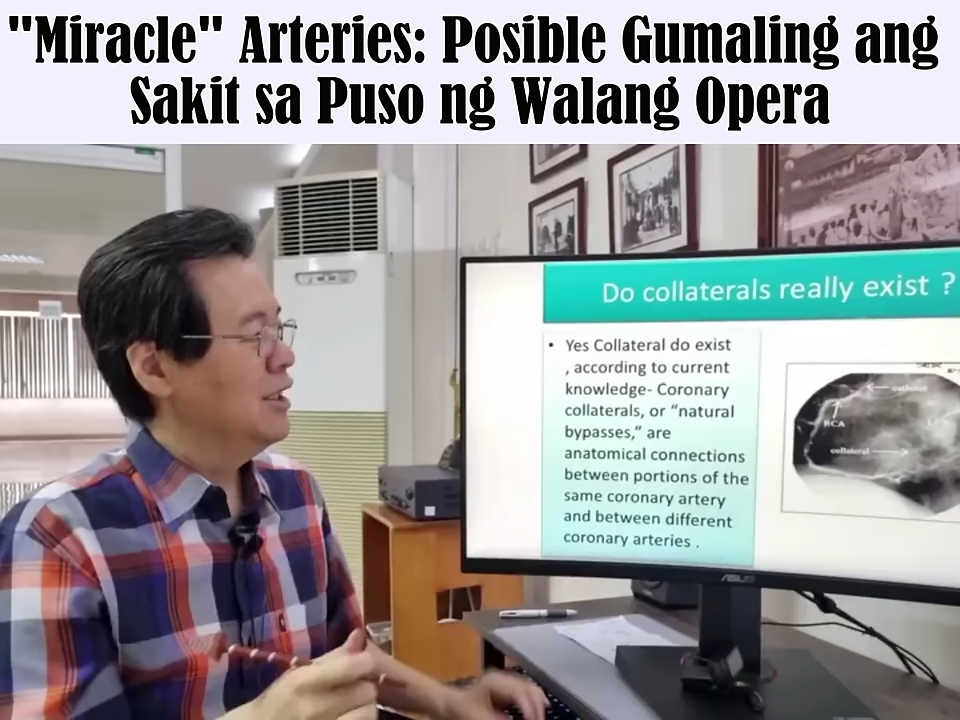 "Miracle" Arteries: Posible Gumaling ang
Sakit sa Puso ng Walang Opera
Do collaterals really exist ?
• Yes Collateral do exist
, according to current
knowledge- Coronary
collaterals, or “natural
bypasses,” are
anatomical connections
between portions of the
same coronary artery
and between different
coronary arteries .
catheter
RCA
collateral
ASUS